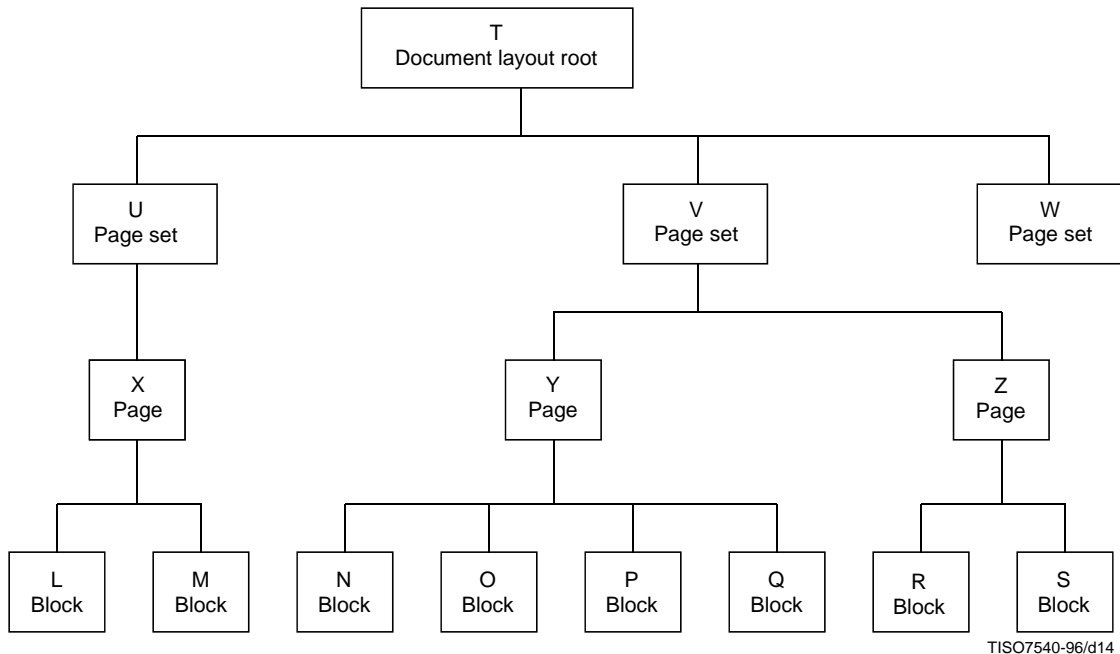 T
Document layout root
U
Page set
V
Page set
W
Page set
X
Page
Y
Page
Z
Page
L
Block
M
Block
N
Block
O
Block
P
Block
Q
Block
R
Block
S
Block
TISO7540-96/d14